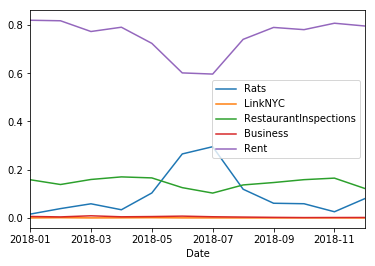 0.8
0.6
0.4
0.2
0.0
Rats
LinkNYC
RestaurantInspections
Business
Rent
2018-01 2018-03 2018-05 2018-07 2018-09 2018-11
Date